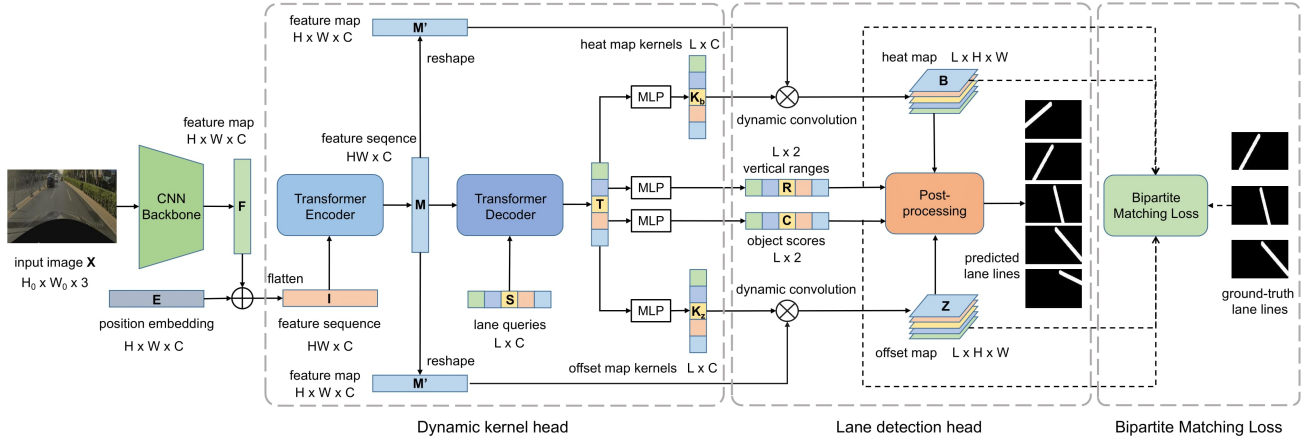 input image X
H₀ x W₀ x 3
CNN
Backbone
feature map
H x W x C
F
E
position embedding
H x W x C
flatten
I
feature sequence
HW x C
Transformer
Encoder
feature map
H x W x C
M'
reshape
feature seqence
HW x C
M
reshape
feature map
H x W x C
M'
Transformer
Decoder
S
lane queries
L x C
T
MLP
MLP
MLP
MLP
heat map kernels L x C
K_b
K_z
offset map kernels L x C
Dynamic kernel head
dynamic convolution
L x 2
vertical ranges
R
C
object scores
L x 2
dynamic convolution
heat map L x H x W
B
Post-
processing
Z
offset map L x H x W
predicted
lane lines
Lane detection head
Bipartite
Matching Loss
ground-truth
lane lines
Bipartite Matching Loss